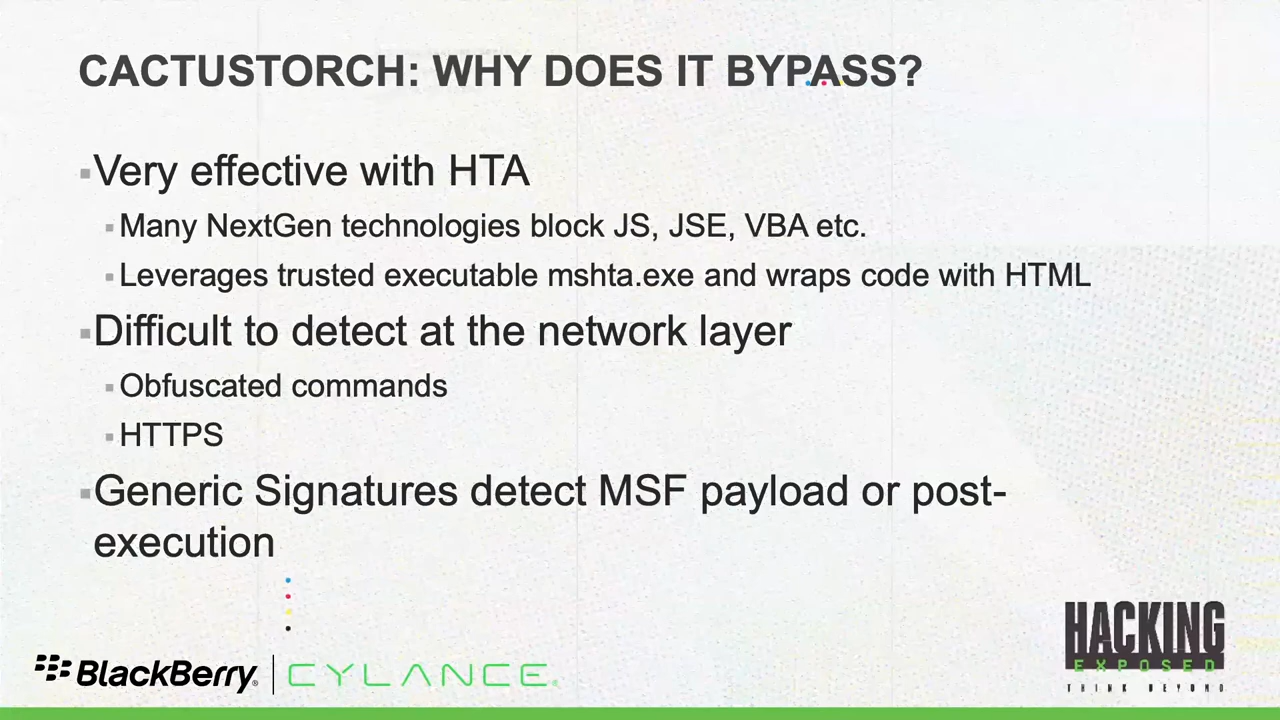 CACTUSTORCH: WHY DOES IT BYPASS?
Very effective with HTA
Many NextGen technologies block JS, JSE, VBA etc.
Leverages trusted executable mshta.exe and wraps code with HTML
Difficult to detect at the network layer
Obfuscated commands
HTTPS
Generic Signatures detect MSF payload or post-
execution
BlackBerry® CYLANCE®
HACKING
EXPOSED
THINK BEYOND